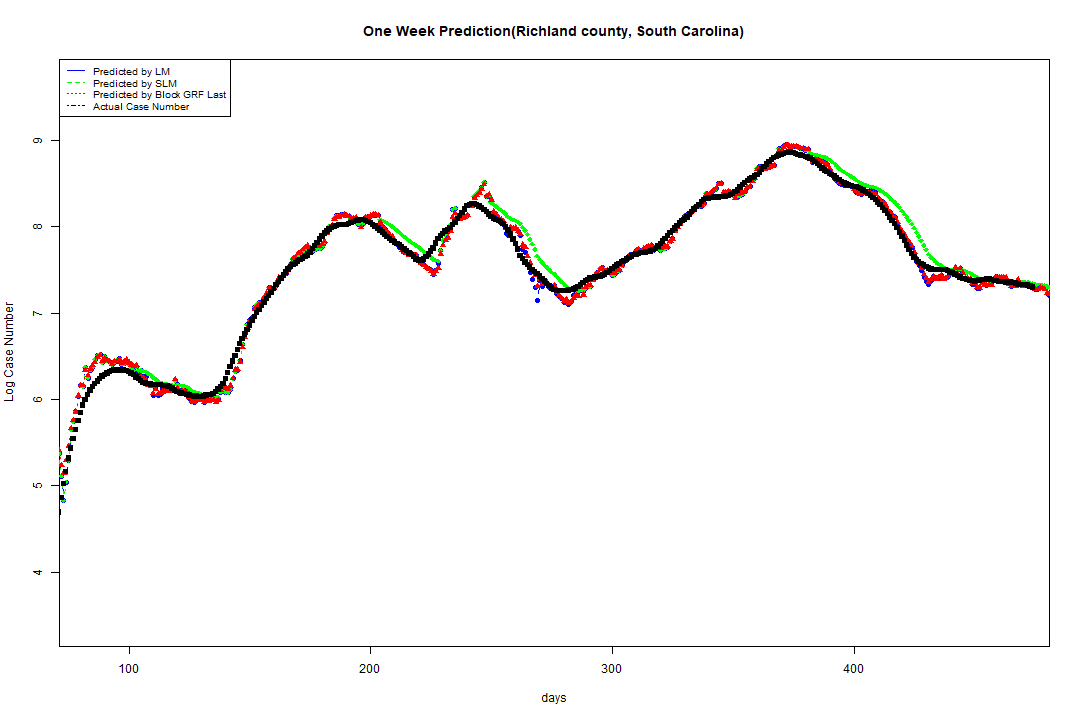 One Week Prediction(Richland county, South Carolina)
Predicted by LM
Predicted by SLM
Predicted by Block GRF Last
Actual Case Number
9
8
7
6
5
4
Log Case Number
100 200 300 400
days